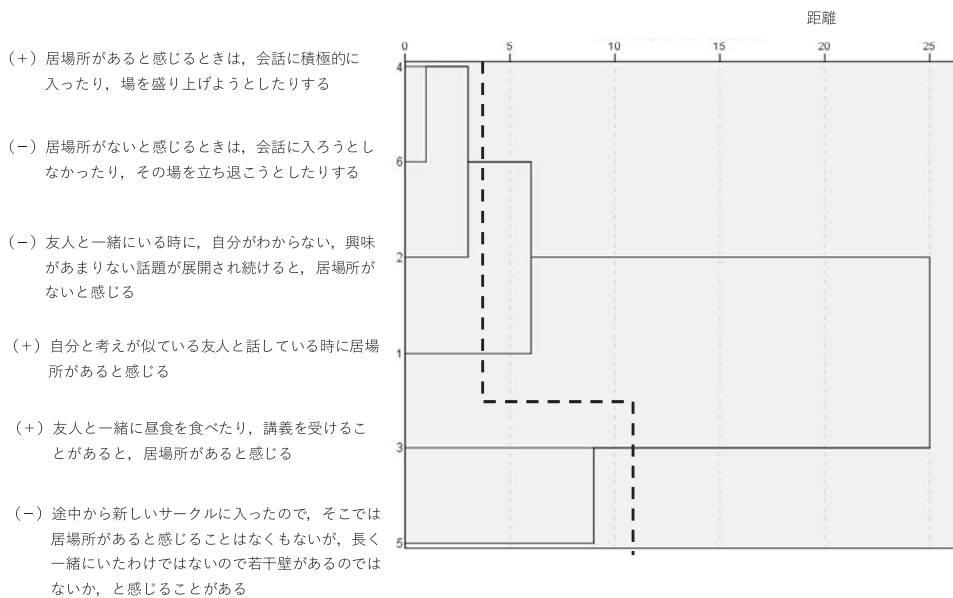 距離
0 5 10 15 20 25
(+)居場所があると感じるときは,会話に積極的に
入ったり,場を盛り上げようとしたりする
4
(−)居場所がないと感じるときは,会話に入ろうとし
なかったり,その場を立ち退こうとしたりする
6
(−)友人と一緒にいる時に,自分がわからない,興味
があまりない話題が展開され続けると,居場所が
ないと感じる
2
(+)自分と考えが似ている友人と話している時に居場
所があると感じる
1
(+)友人と一緒に昼食を食べたり,講義を受けるこ
とがあると,居場所があると感じる
3
(−)途中から新しいサークルに入ったので,そこでは
居場所があると感じることはなくもないが,長く
一緒にいたわけではないので若干壁があるのでは
ないか,と感じることがある
5